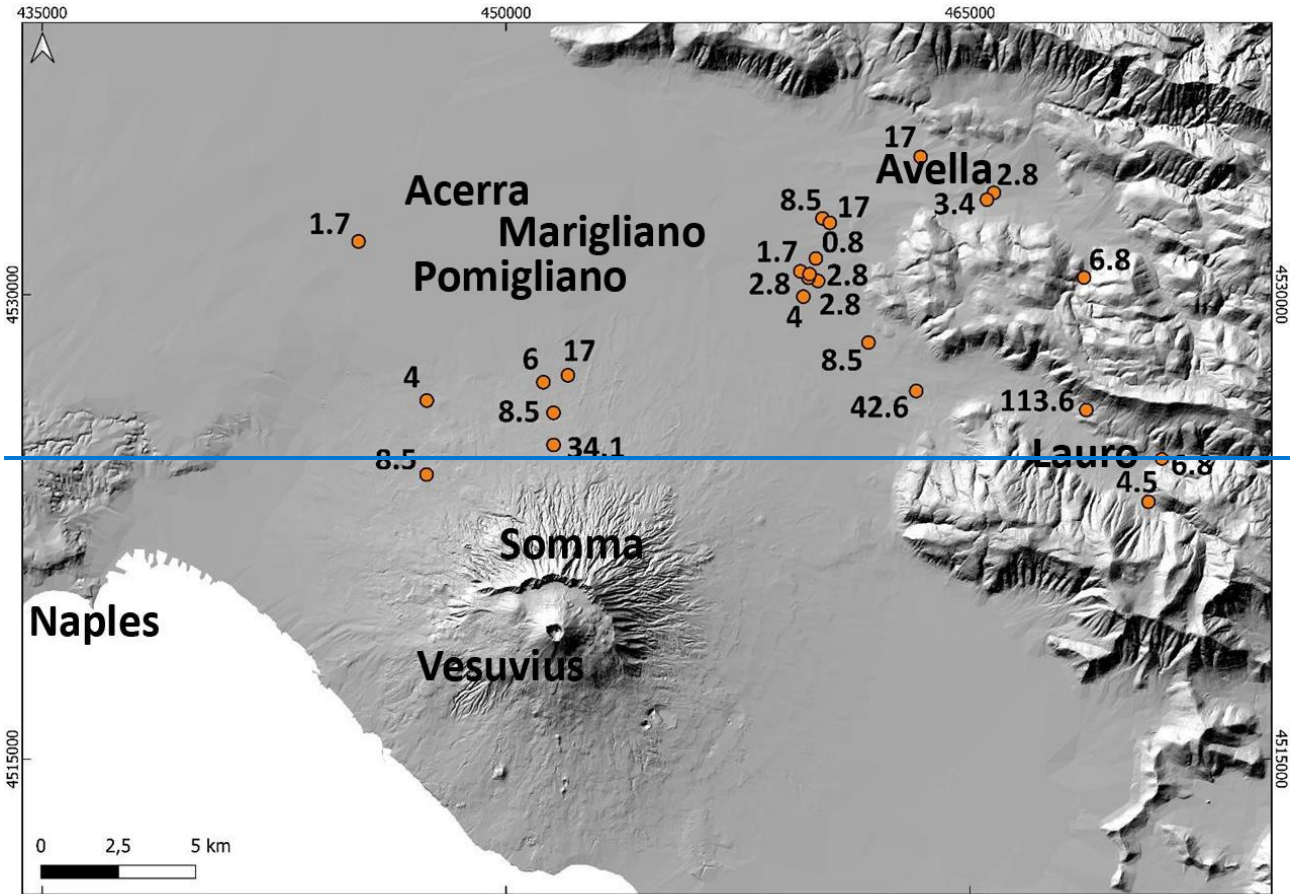 435000 450000 465000
17
Avella
2.8
3.4
Acerra
8.5 17
1.7
Marigliano
0.8
1.7
Pomigliano
2.8
2.8
2.8
6.8
4
4530000
4530000
8.5
17
6
4
8.5
42.6
113.6
34.1
8.5
Lauro
6.8
4.5
Somma
Naples
Vesuvius
4515000
4515000
0 2,5 5 km